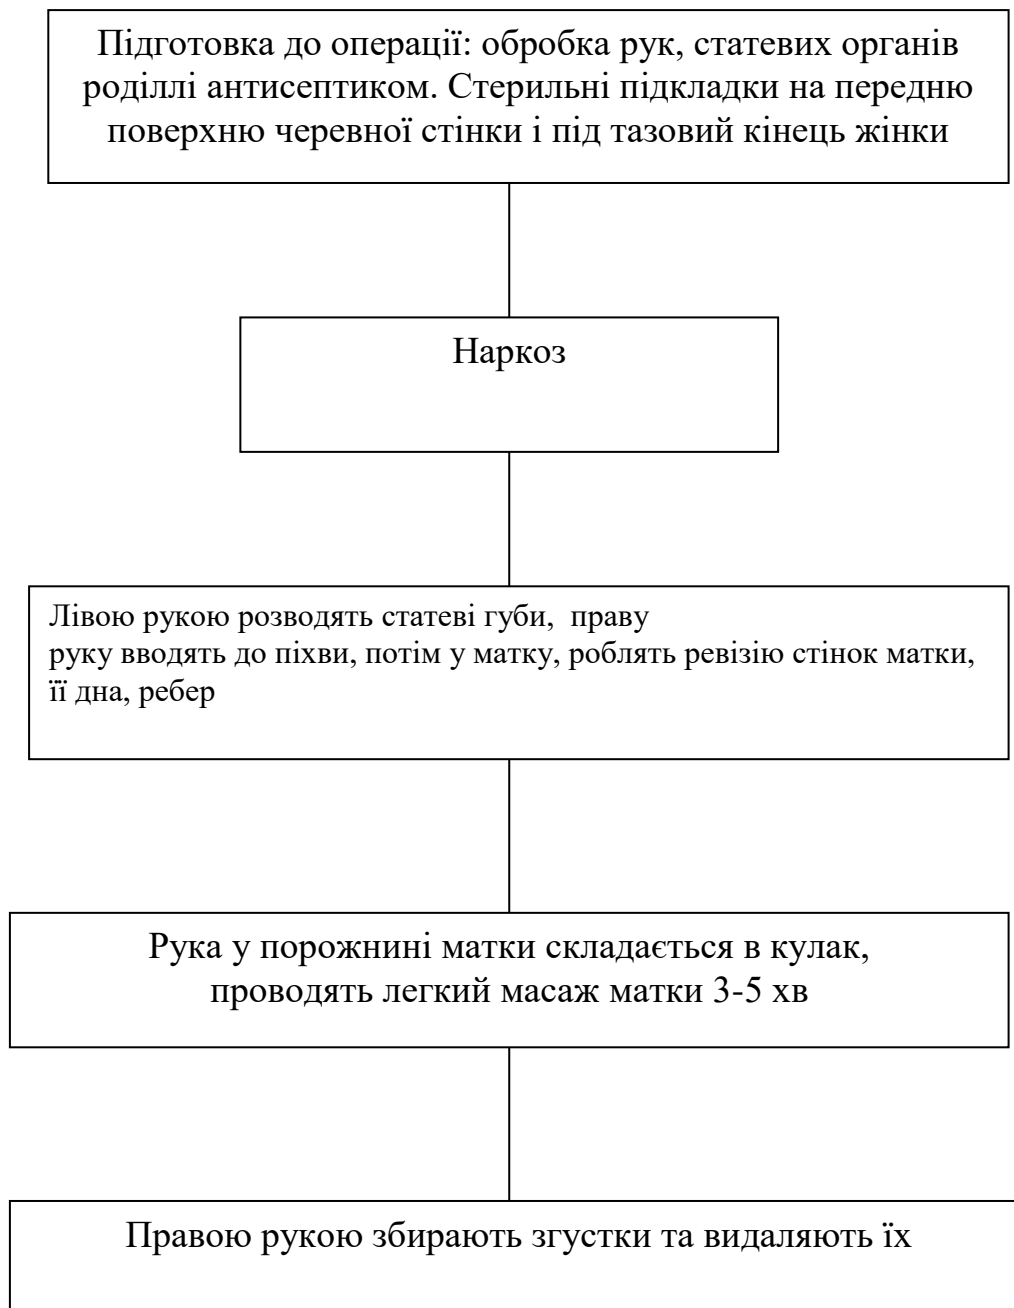 Підготовка до операції: обробка рук, статевих органів
роділлі антисептиком. Стерильні підкладки на передню
поверхню черевної стінки і під тазовий кінець жінки
Наркоз
Лівою рукою розводять статеві губи,  праву
руку вводять до піхви, потім у матку, роблять ревізію стінок матки,
її дна, ребер
Рука у порожнині матки складається в кулак,
проводять легкий масаж матки 3-5 хв
Правою рукою збирають згустки та видаляють їх